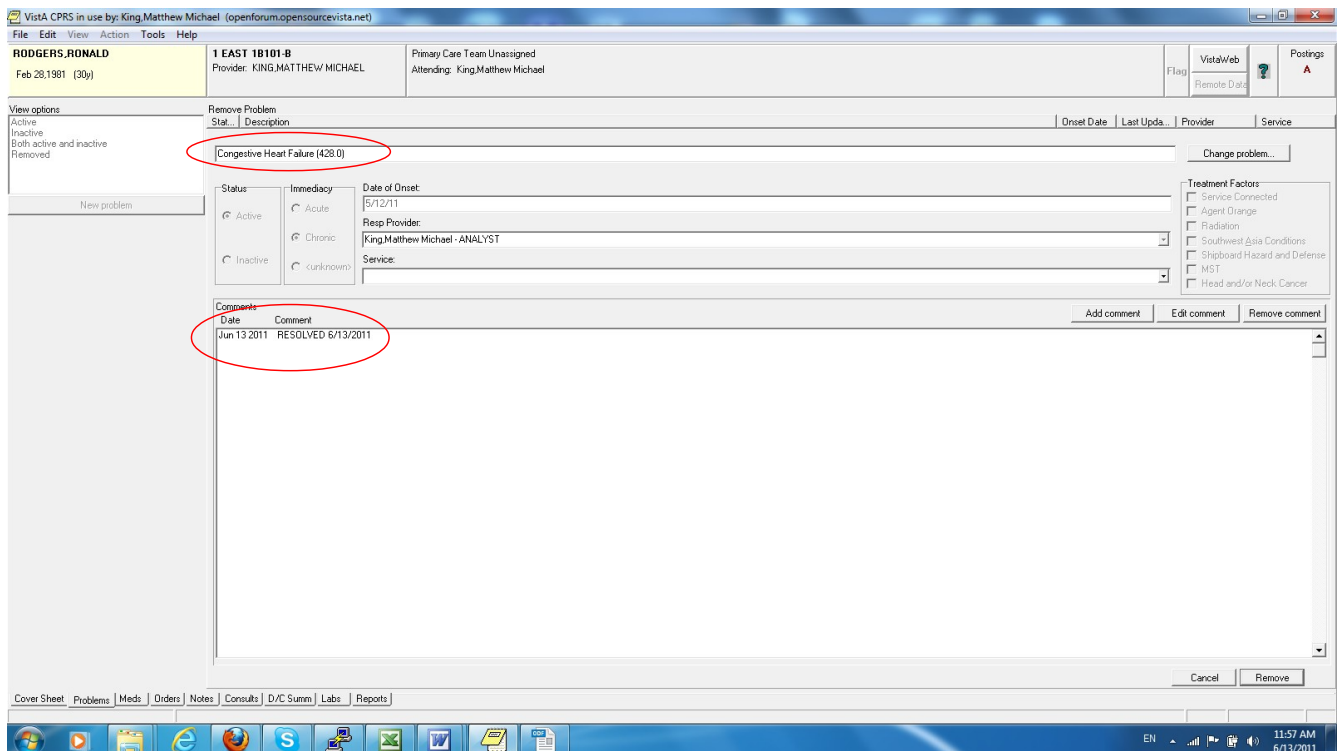 VistA CPRS in use by: King,Matthew Michael (openforum.opensourcevista.net)
File Edit View Action Tools Help
RODGERS,RONALD
Feb 28,1981 (30y)
1 EAST 1B101-B
Provider: KING,MATTHEW MICHAEL
Primary Care Team Unassigned
Attending: King,Matthew Michael
Flag
VistaWeb
Remote Data
?
Postings
A
View options
Active
Inactive
Both active and inactive
Removed
New problem
Remove Problem
Stat... Description Onset Date Last Upda... Provider Service
Congestive Heart Failure (428.0)
Change problem...
Status
Active
Inactive
Immediacy
Acute
Chronic
<unknown>
Date of Onset:
5/12/11
Resp Provider:
King,Matthew Michael - ANALYST
Service:
Treatment Factors
Service Connected
Agent Orange
Radiation
Southwest Asia Conditions
Shipboard Hazard and Defense
MST
Head and/or Neck Cancer
Comments
Date Comment
Add comment Edit comment Remove comment
Jun 13 2011 RESOLVED 6/13/2011
Cancel Remove
Cover Sheet Problems Meds Orders Notes Consults D/C Summ Labs Reports
EN
11:57 AM
6/13/2011